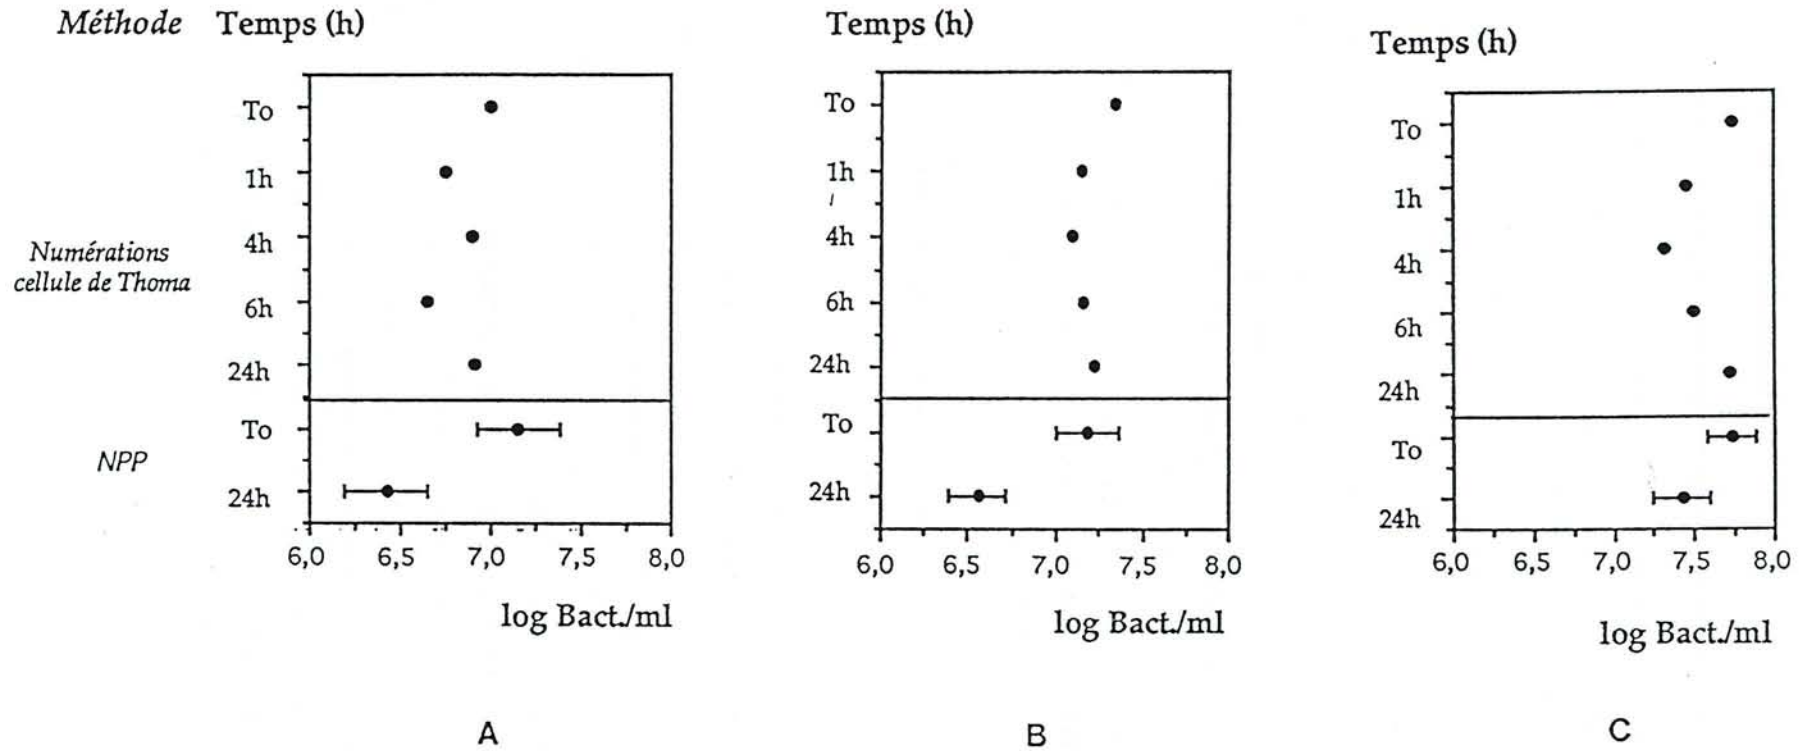 Méthode Temps (h)
To
1h
4h
6h
24h
To
24h
Numérations
cellule de Thoma
NPP
6,0 6,5 7,0 7,5 8,0
log Bact./ml
A
Temps (h)
To
1h
4h
6h
24h
To
24h
6,0 6,5 7,0 7,5 8,0
log Bact./ml
B
Temps (h)
To
1h
4h
6h
24h
To
24h
6,0 6,5 7,0 7,5 8,0
log Bact./ml
C